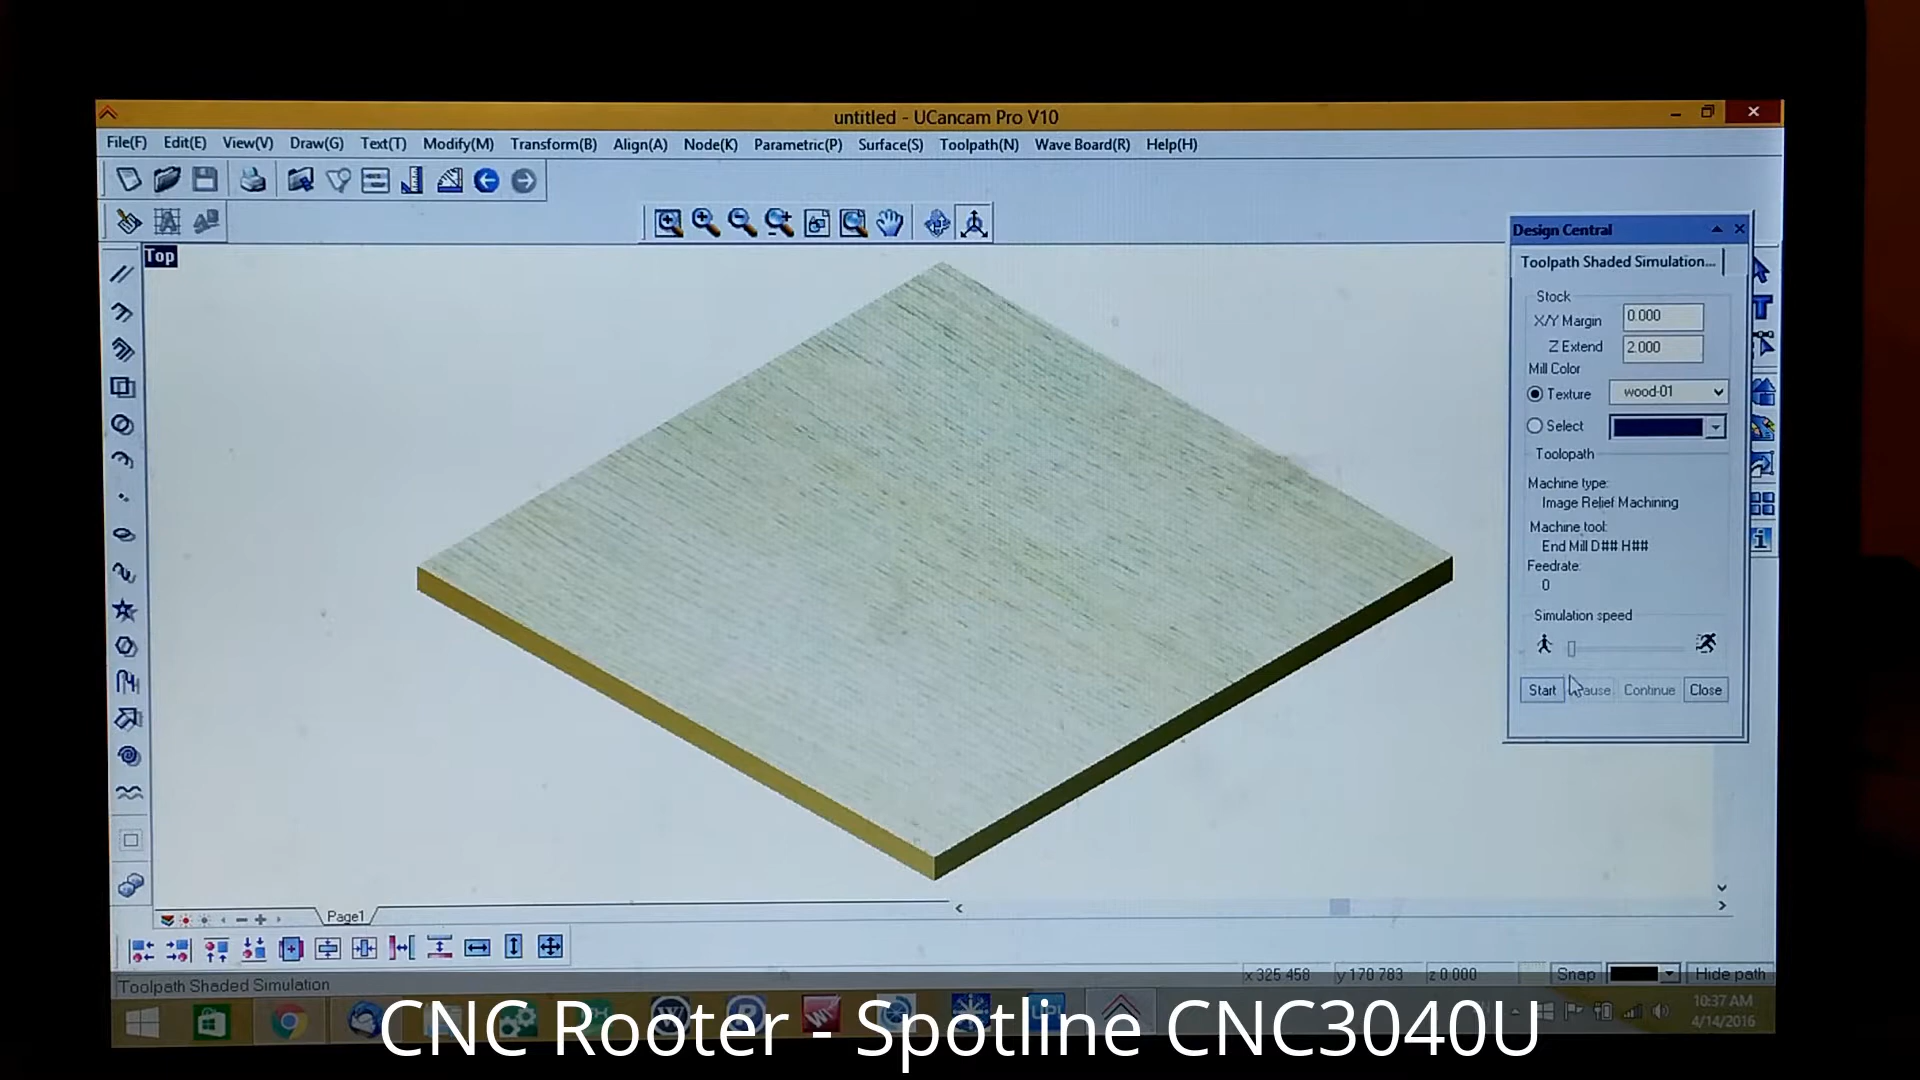 untitled - UCancam Pro V10
File(F) Edit(E) View(V) Draw(G) Text(T) Modify(M) Transform(B) Align(A) Node(K) Parametric(P) Surface(S) Toolpath(N) Wave Board(R) Help(H)
Top
Design Central
Toolpath Shaded Simulation...
Stock
X/Y Margin 0.000
Z Extend 2.000
Mill Color
Texture wood-01
Select
Toolopath
Machine type:
Image Relief Machining
Machine tool:
End Mill D## H##
Feedrate:
0
Simulation speed
Start ause Continue Close
Page1
x 325 458 y 170 783 z 0.000 Snap Hide path
Toolpath Shaded Simulation
10:37 AM
4/14/2016
CNC Rooter - Spotline CNC3040U